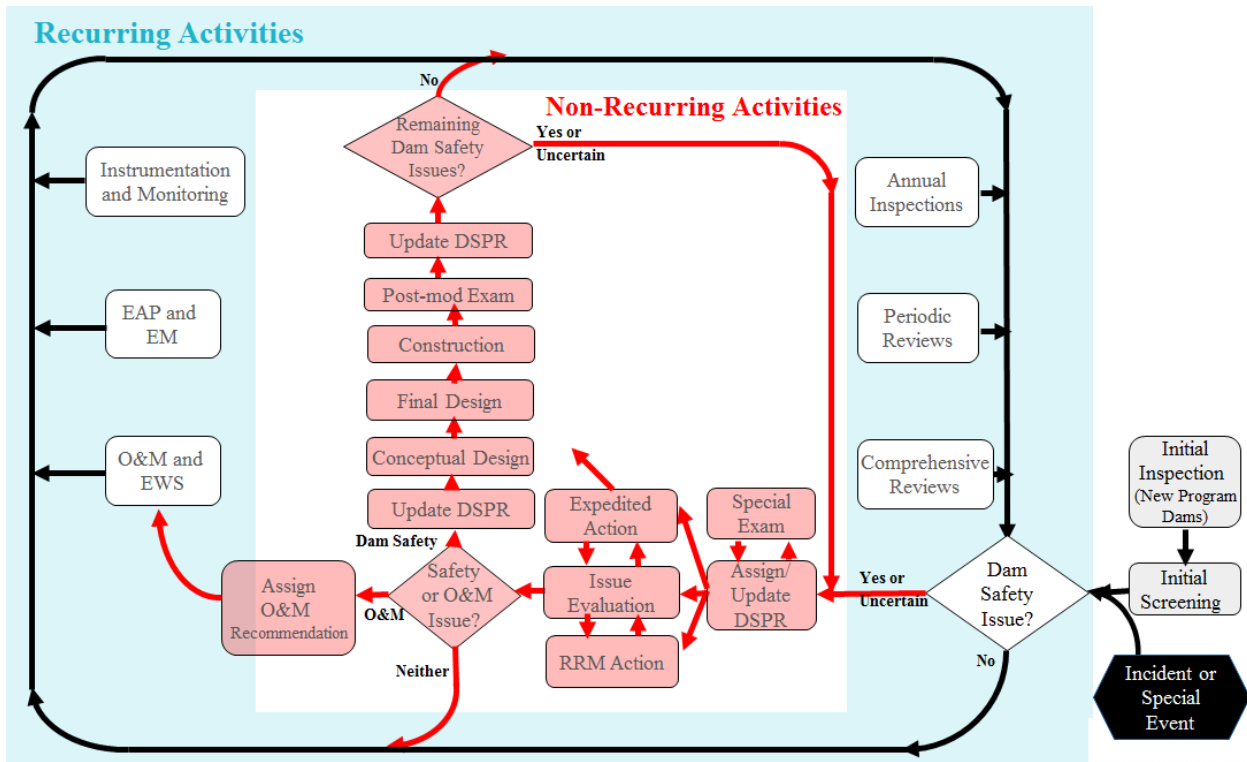 Recurring Activities
No
Non-Recurring Activities
Remaining
Dam Safety
Issues?
Yes or
Uncertain
Instrumentation
and Monitoring
Annual
Inspections
Update DSPR
Post-mod Exam
EAP and
EM
Periodic
Reviews
Construction
Final Design
Conceptual Design
O&M and
EWS
Comprehensive
Reviews
Initial
Inspection
(New Program
Dams)
Update DSPR
Expedited
Action
Special
Exam
Dam Safety
Safety
or O&M
Issue?
Issue
Evaluation
Assign/
Update
DSPR
Yes or
Uncertain
Dam
Safety
Issue?
Initial
Screening
Assign
O&M
Recommendation
O&M
RRM Action
Neither
No
Incident or
Special
Event